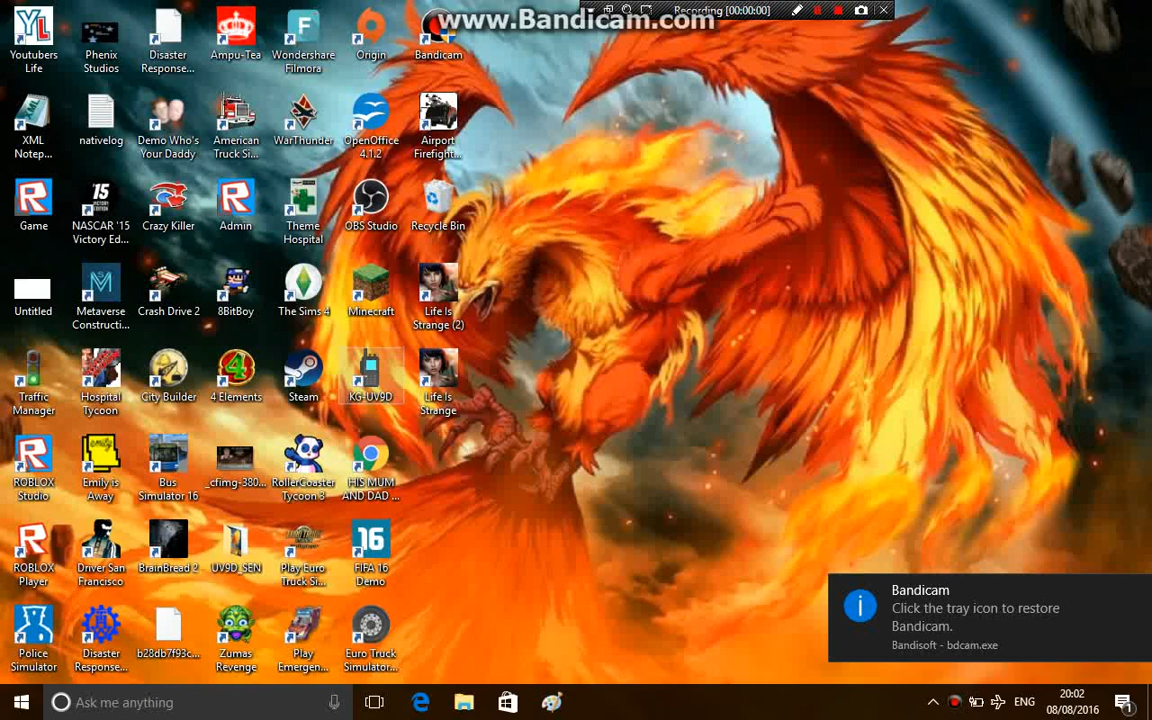 www.Bandicam.com
Recording [00:00:00]
Youtubers
Life
Phenix
Studios
Disaster
Response...
Ampu-Tea
Wondershare
Filmora
Origin
Bandicam
XML
Notep...
nativelog
Demo Who's
Your Daddy
American
Truck Si...
WarThunder
OpenOffice
4.1.2
Airport
Firefight...
Game
NASCAR '15
Victory Ed...
Crazy Killer
Admin
Theme
Hospital
OBS Studio
Recycle Bin
Untitled
Metaverse
Constructi...
Crash Drive 2
8BitBoy
The Sims 4
Minecraft
Life Is
Strange (2)
Traffic
Manager
Hospital
Tycoon
City Builder
4 Elements
Steam
KG-UV9D
Life Is
Strange
ROBLOX
Studio
Emily is
Away
Bus
Simulator 16
_cfimg-380...
RollerCoaster
Tycoon 3
HIS MUM
AND DAD ...
ROBLOX
Player
Driver San
Francisco
BrainBread 2
UV9D_SEN
Play Euro
Truck Si...
16
FIFA 16
Demo
Police
Simulator
Disaster
Response...
b28db7f93c...
Zumas
Revenge
Play
Emergen...
Euro Truck
Simulator...
Bandicam
Click the tray icon to restore
Bandicam.
Bandisoft - bdcam.exe
Ask me anything
ENG
20:02
08/08/2016
1